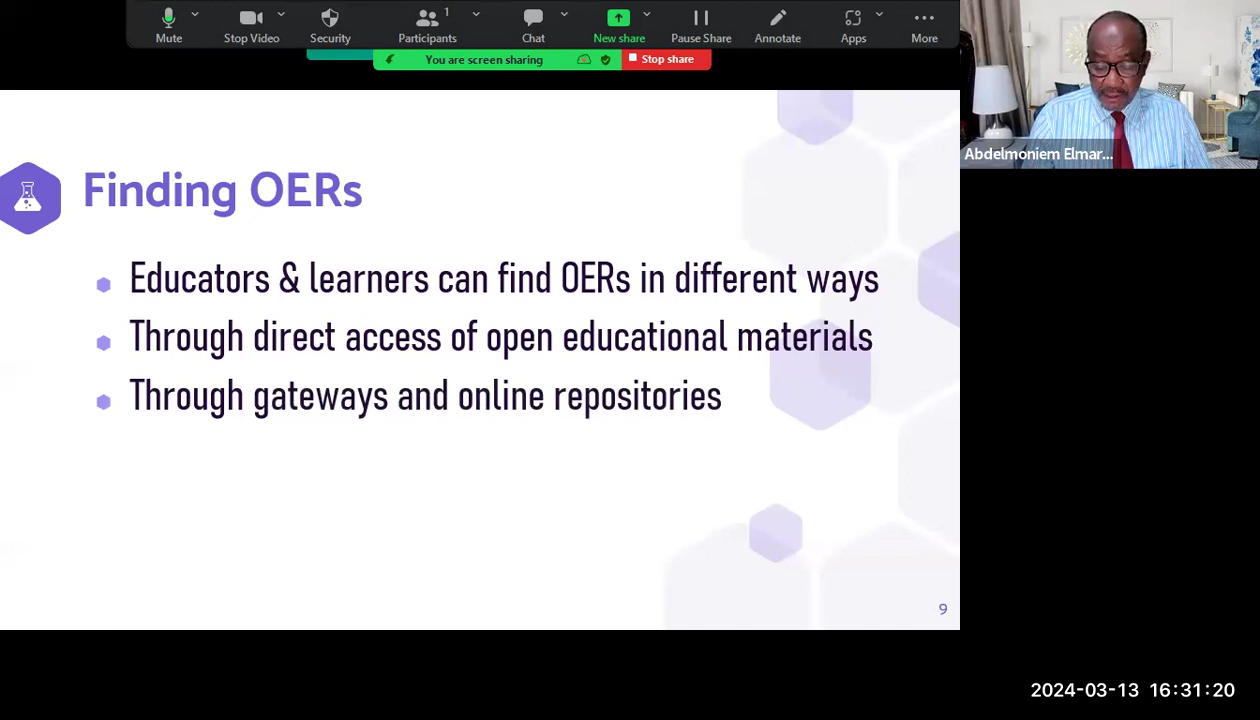 Mute
Stop Video
Security
Participants
1
Chat
New share
Pause Share
Annotate
Apps
More
You are screen sharing
Stop share
Abdelmoniem Elmar...
Finding OERs
Educators & learners can find OERs in different ways
Through direct access of open educational materials
Through gateways and online repositories
9
2024-03-13 16:31:20